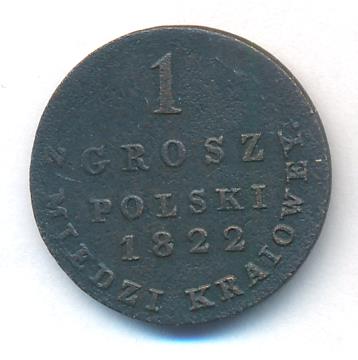 1
GROSZ
POLSKI
1822
Z MIEDZI KRAIOWEY.